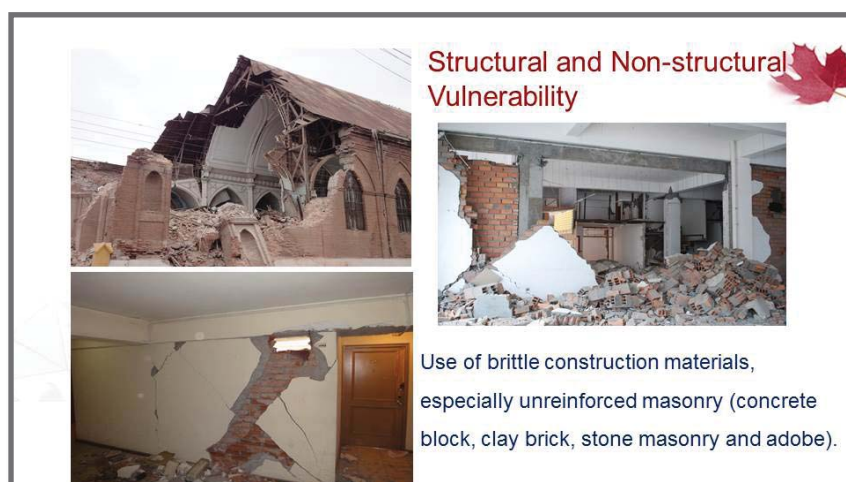 Structural and Non-structural
Vulnerability
Use of brittle construction materials,
especially unreinforced masonry (concrete
block, clay brick, stone masonry and adobe).